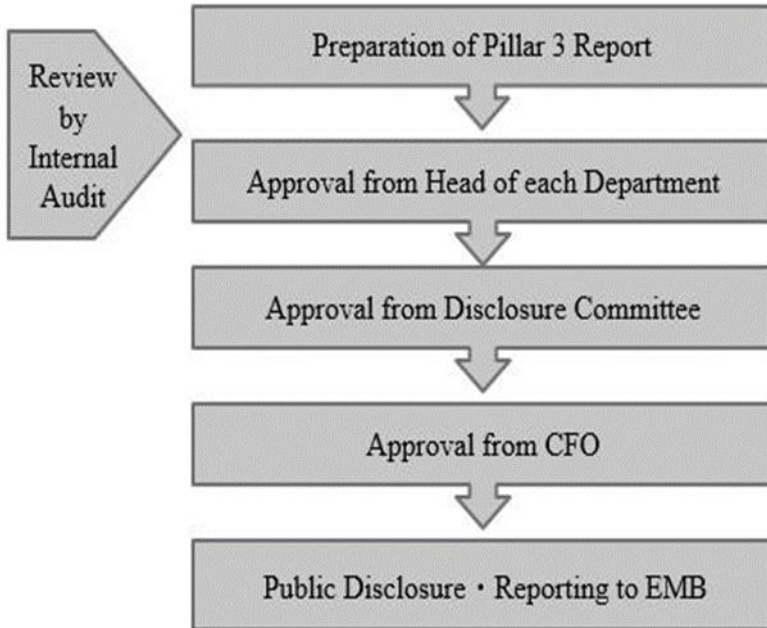 Preparation of Pillar 3 Report
Review
by
Internal
Audit
Approval from Head of each Department
Approval from Disclosure Committee
Approval from CFO
Public Disclosure・Reporting to EMB